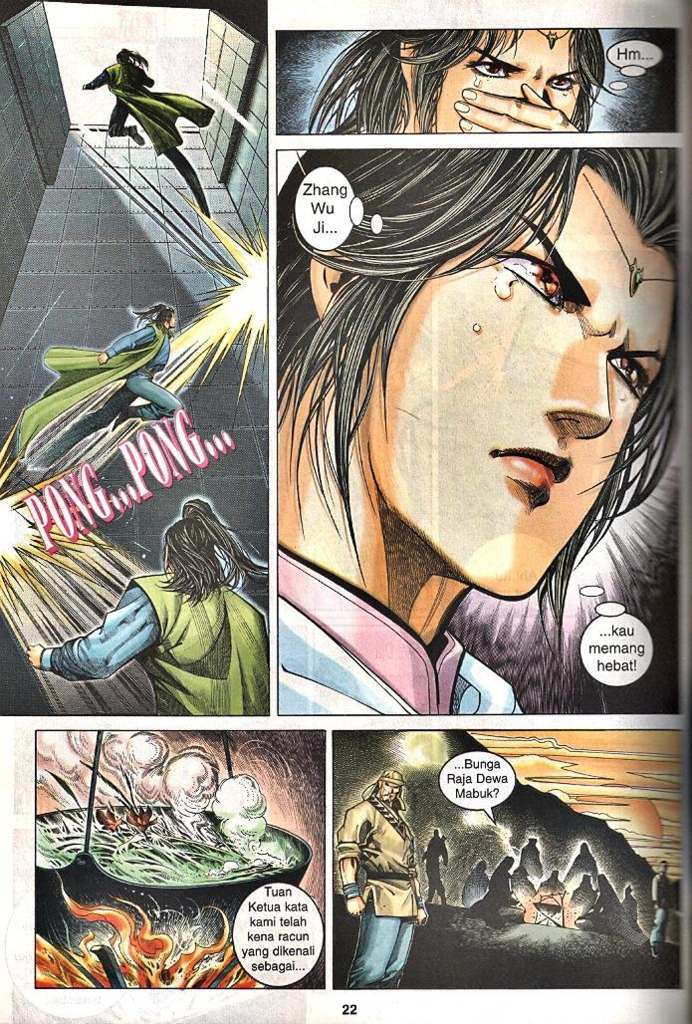 Hm...
Zhang
Wu
Ji...
PONG...PONG...
...kau
memang
hebat!
Tuan
Ketua kata
kami telah
kena racun
yang dikenali
sebagai...
...Bunga
Raja Dewa
Mabuk?
22